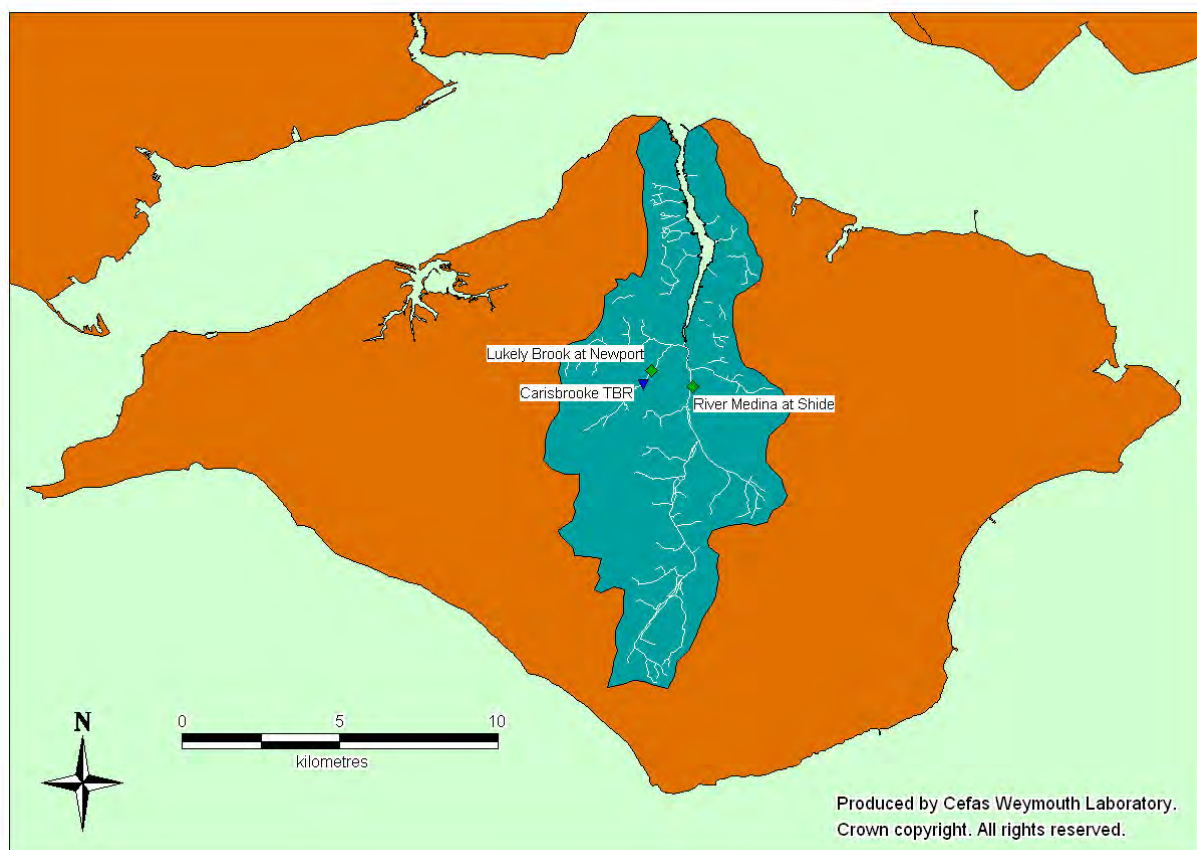 Lukely Brook at Newport
Carisbrooke TBR
River Medina at Shide
N
0 5 10
kilometres
Produced by Cefas Weymouth Laboratory.
Crown copyright. All rights reserved.